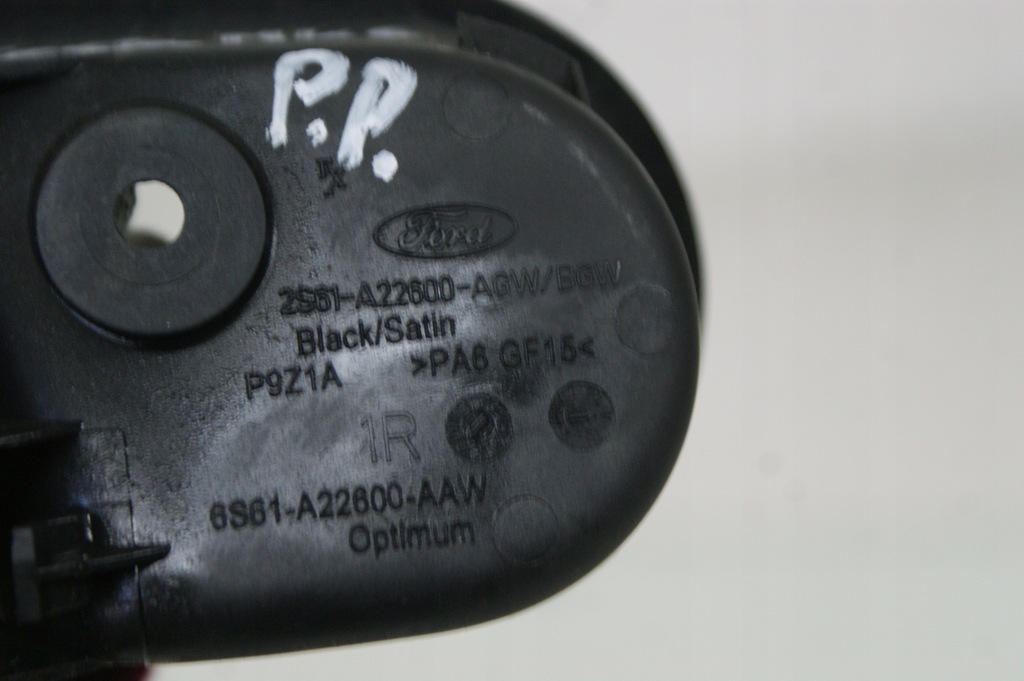 P.P.
Ford
2S61-A22600-AGW/BGW
Black/Satin
>PA6 GF15<
P9Z1A
1R
6S61-A22600-AAW
Optimum